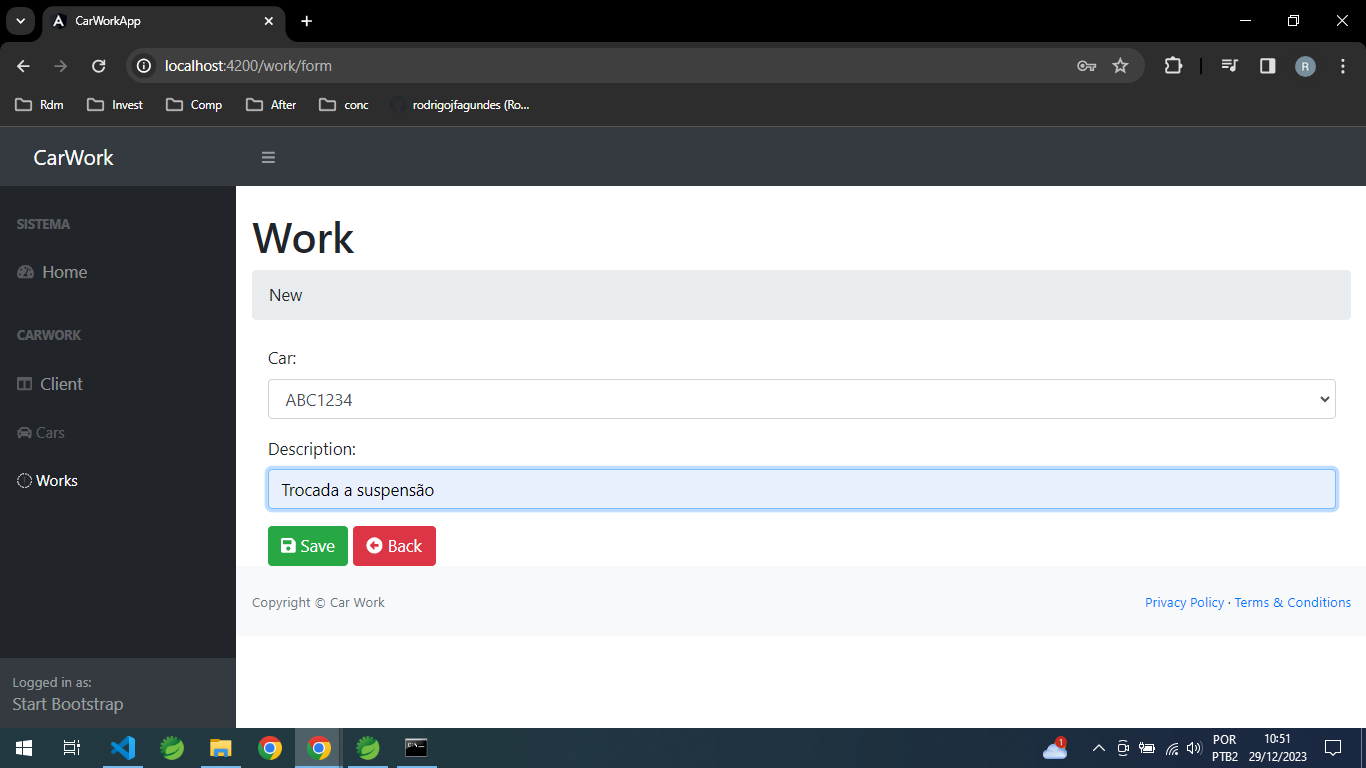 CarWorkApp
localhost:4200/work/form
R
Rdm Invest Comp After conc rodrigojfagundes (Ro...
CarWork
SISTEMA
Home
CARWORK
Client
Cars
Works
Logged in as:
Start Bootstrap
Work
New
Car:
ABC1234
Description:
Trocada a suspensão
Save Back
Copyright © Car Work
Privacy Policy · Terms & Conditions
1
POR
PTB2
10:51
29/12/2023